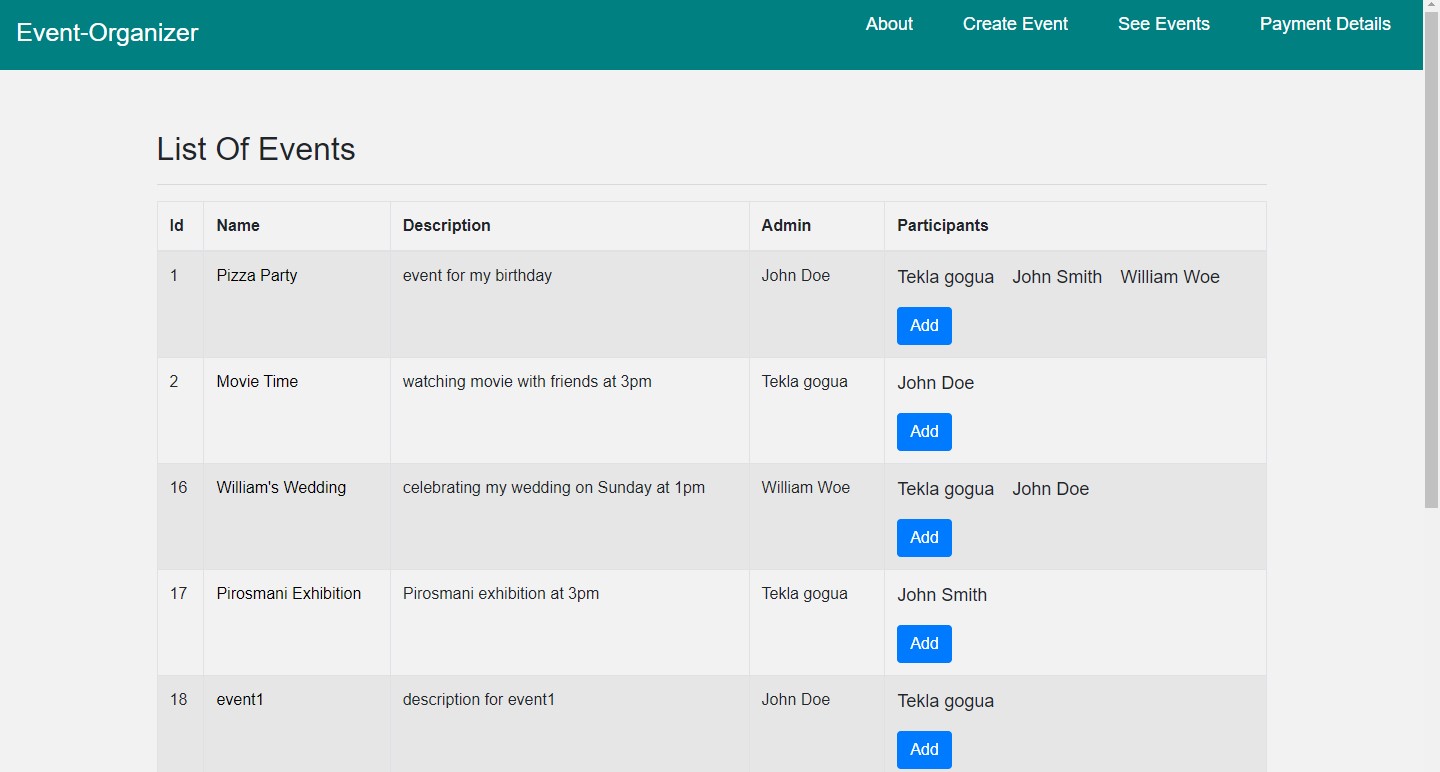 Event-Organizer About Create Event See Events Payment Details
List Of Events
Id Name Description Admin Participants
1 Pizza Party event for my birthday John Doe Tekla gogua John Smith William Woe
Add
2 Movie Time watching movie with friends at 3pm Tekla gogua John Doe
Add
16 William's Wedding celebrating my wedding on Sunday at 1pm William Woe Tekla gogua John Doe
Add
17 Pirosmani Exhibition Pirosmani exhibition at 3pm Tekla gogua John Smith
Add
18 event1 description for event1 John Doe Tekla gogua
Add